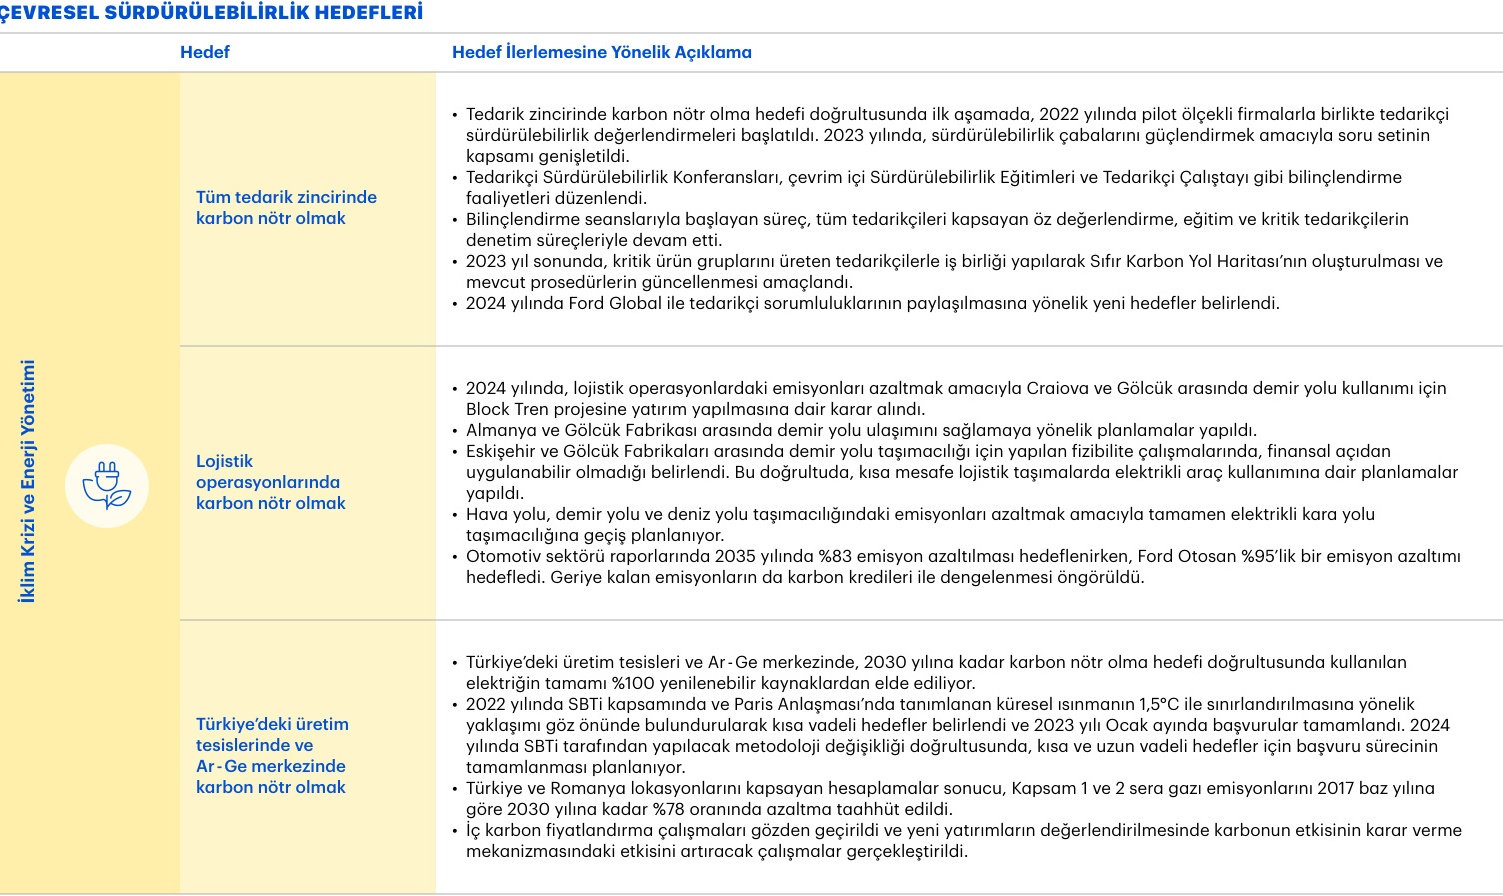 ÇEVRESEL SÜRDÜRÜLEBİLİRLİK HEDEFLERİ
Hedef
Hedef İlerlemesine Yönelik Açıklama
İklim Krizi ve Enerji Yönetimi
Tüm tedarik zincirinde
karbon nötr olmak
• Tedarik zincirinde karbon nötr olma hedefi doğrultusunda ilk aşamada, 2022 yılında pilot ölçekli firmalarla birlikte tedarikçi
sürdürülebilirlik değerlendirmeleri başlatıldı. 2023 yılında, sürdürülebilirlik çabalarını güçlendirmek amacıyla soru setinin
kapsamı genişletildi.
• Tedarikçi Sürdürülebilirlik Konferansları, çevrim içi Sürdürülebilirlik Eğitimleri ve Tedarikçi Çalıştayı gibi bilinçlendirme
faaliyetleri düzenlendi.
• Bilinçlendirme seanslarıyla başlayan süreç, tüm tedarikçileri kapsayan öz değerlendirme, eğitim ve kritik tedarikçilerin
denetim süreçleriyle devam etti.
• 2023 yıl sonunda, kritik ürün gruplarını üreten tedarikçilerle iş birliği yapılarak Sıfır Karbon Yol Haritası’nın oluşturulması ve
mevcut prosedürlerin güncellenmesi amaçlandı.
• 2024 yılında Ford Global ile tedarikçi sorumluluklarının paylaşılmasına yönelik yeni hedefler belirlendi.
Lojistik
operasyonlarında
karbon nötr olmak
• 2024 yılında, lojistik operasyonlardaki emisyonları azaltmak amacıyla Craiova ve Gölcük arasında demir yolu kullanımı için
Block Tren projesine yatırım yapılmasına dair karar alındı.
• Almanya ve Gölcük Fabrikası arasında demir yolu ulaşımını sağlamaya yönelik planlamalar yapıldı.
• Eskişehir ve Gölcük Fabrikaları arasında demir yolu taşımacılığı için yapılan fizibilite çalışmalarında, finansal açıdan
uygulanabilir olmadığı belirlendi. Bu doğrultuda, kısa mesafe lojistik taşımalarda elektrikli araç kullanımına dair planlamalar
yapıldı.
• Hava yolu, demir yolu ve deniz yolu taşımacılığındaki emisyonları azaltmak amacıyla tamamen elektrikli kara yolu
taşımacılığına geçiş planlanıyor.
• Otomotiv sektörü raporlarında 2035 yılında %83 emisyon azaltılması hedeflenirken, Ford Otosan %95’lik bir emisyon azaltımı
hedefledi. Geriye kalan emisyonların da karbon kredileri ile dengelenmesi öngörüldü.
Türkiye’deki üretim
tesislerinde ve
Ar-Ge merkezinde
karbon nötr olmak
• Türkiye’deki üretim tesisleri ve Ar-Ge merkezinde, 2030 yılına kadar karbon nötr olma hedefi doğrultusunda kullanılan
elektriğin tamamı %100 yenilenebilir kaynaklardan elde ediliyor.
• 2022 yılında SBTi kapsamında ve Paris Anlaşması’nda tanımlanan küresel ısınmanın 1,5°C ile sınırlandırılmasına yönelik
yaklaşımı göz önünde bulundurularak kısa vadeli hedefler belirlendi ve 2023 yılı Ocak ayında başvurular tamamlandı. 2024
yılında SBTi tarafından yapılacak metodoloji değişikliği doğrultusunda, kısa ve uzun vadeli hedefler için başvuru sürecinin
tamamlanması planlanıyor.
• Türkiye ve Romanya lokasyonlarını kapsayan hesaplamalar sonucu, Kapsam 1 ve 2 sera gazı emisyonlarını 2017 baz yılına
göre 2030 yılına kadar %78 oranında azaltma taahhüt edildi.
• İç karbon fiyatlandırma çalışmaları gözden geçirildi ve yeni yatırımların değerlendirilmesinde karbonun etkisinin karar verme
mekanizmasındaki etkisini artıracak çalışmalar gerçekleştirildi.